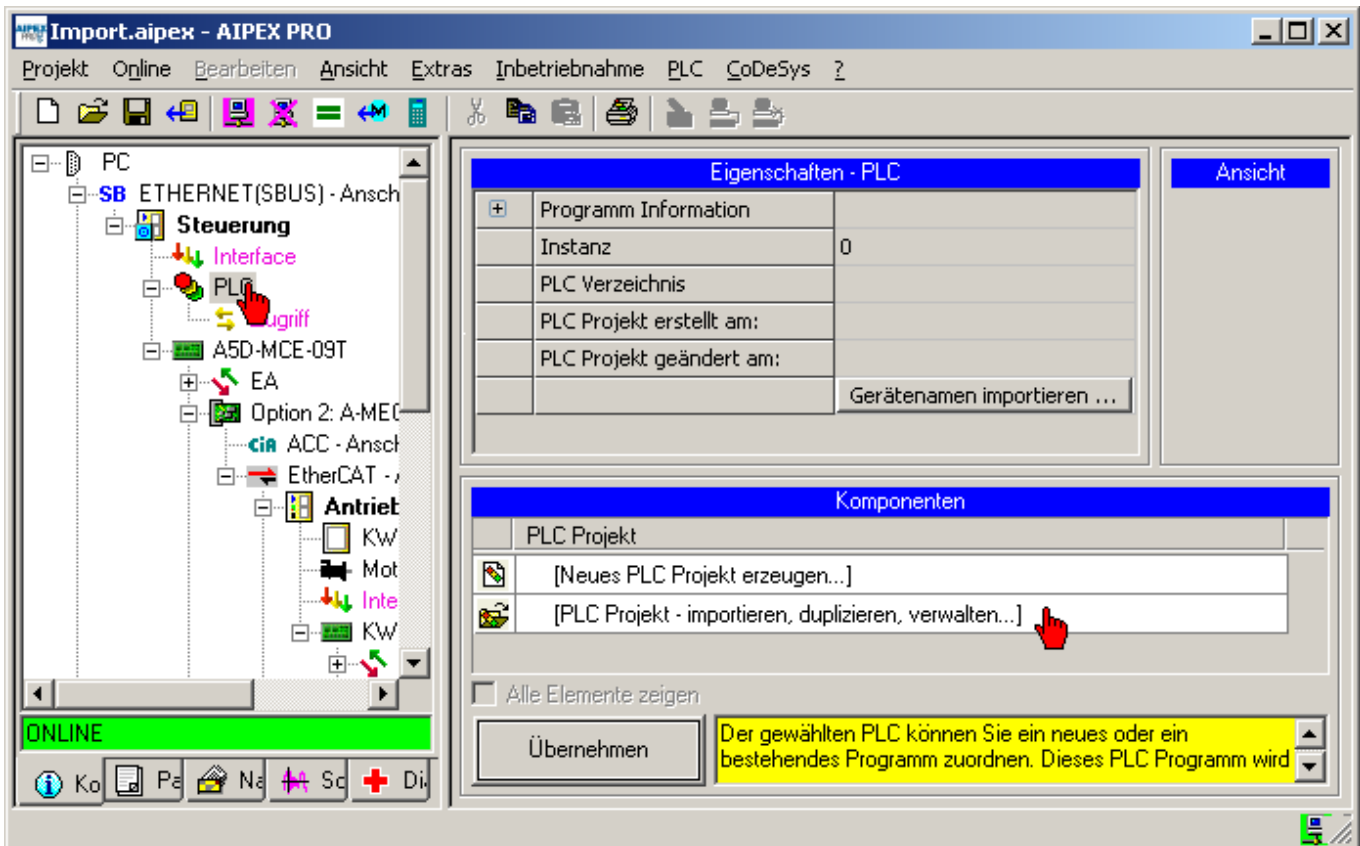 Import.aipex - AIPEX PRO
Projekt Online Bearbeiten Ansicht Extras Inbetriebnahme PLC CoDeSys ?
PC
SB ETHERNET(SBUS) - Ansch
Steuerung
Interface
PLC
Zugriff
A5D-MCE-09T
EA
Option 2: A-MEC
CiA ACC - Ansch
EtherCAT - A
Antrieb
KW
Mot
Inte
KW
ONLINE
Ko Pa Na Sc Di
Eigenschaften - PLC
Programm Information
Instanz 0
PLC Verzeichnis
PLC Projekt erstellt am:
PLC Projekt geändert am:
Gerätenamen importieren ...
Ansicht
Komponenten
PLC Projekt
[Neues PLC Projekt erzeugen...]
[PLC Projekt - importieren, duplizieren, verwalten...]
Alle Elemente zeigen
Übernehmen
Der gewählten PLC können Sie ein neues oder ein
bestehendes Programm zuordnen. Dieses PLC Programm wird